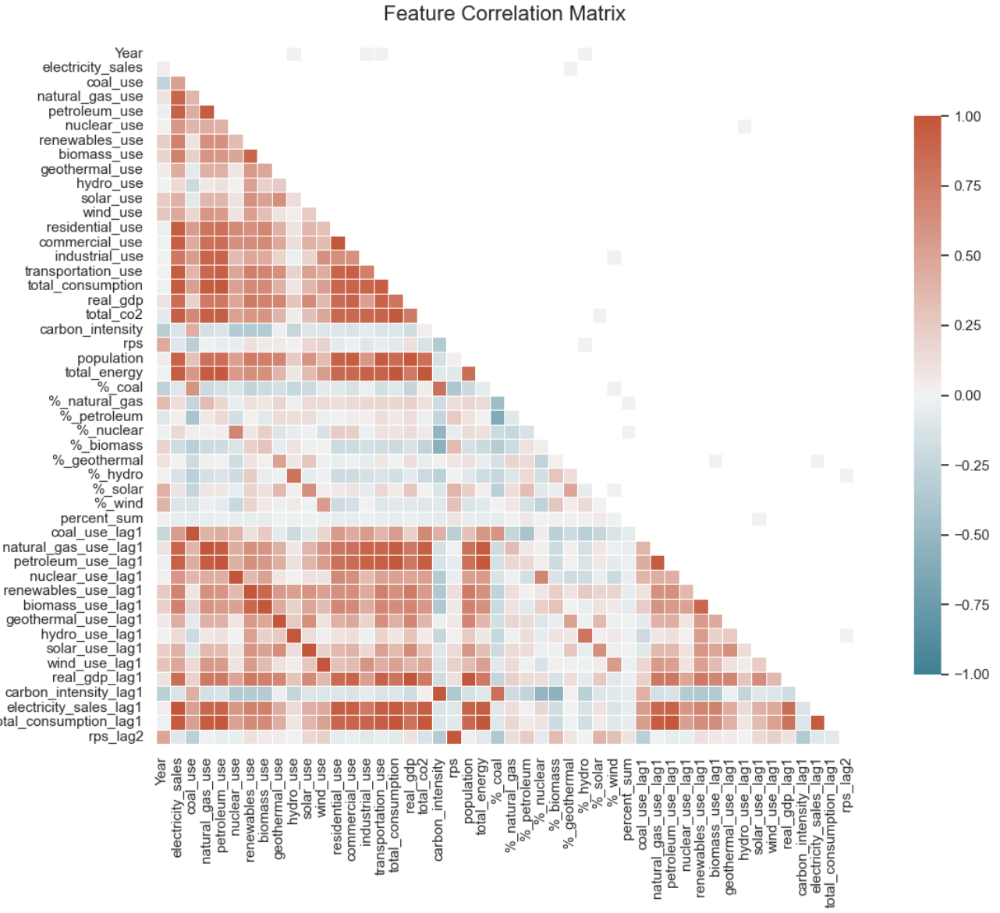 Feature Correlation Matrix
Year
electricity_sales
coal_use
natural_gas_use
petroleum_use
nuclear_use
renewables_use
biomass_use
geothermal_use
hydro_use
solar_use
wind_use
residential_use
commercial_use
industrial_use
transportation_use
total_consumption
real_gdp
total_co2
carbon_intensity
rps
population
total_energy
%_coal
%_natural_gas
%_petroleum
%_nuclear
%_biomass
%_geothermal
%_hydro
%_solar
%_wind
percent_sum
coal_use_lag1
natural_gas_use_lag1
petroleum_use_lag1
nuclear_use_lag1
renewables_use_lag1
biomass_use_lag1
geothermal_use_lag1
hydro_use_lag1
solar_use_lag1
wind_use_lag1
real_gdp_lag1
carbon_intensity_lag1
electricity_sales_lag1
otal_consumption_lag1
rps_lag2
Year
electricity_sales
coal_use
natural_gas_use
petroleum_use
nuclear_use
renewables_use
biomass_use
geothermal_use
hydro_use
solar_use
wind_use
residential_use
commercial_use
industrial_use
transportation_use
total_consumption
real_gdp
total_co2
carbon_intensity
rps
population
total_energy
%_coal
%_natural_gas
%_petroleum
%_nuclear
%_biomass
%_geothermal
%_hydro
%_solar
%_wind
percent_sum
coal_use_lag1
natural_gas_use_lag1
petroleum_use_lag1
nuclear_use_lag1
renewables_use_lag1
biomass_use_lag1
geothermal_use_lag1
hydro_use_lag1
solar_use_lag1
wind_use_lag1
real_gdp_lag1
carbon_intensity_lag1
electricity_sales_lag1
total_consumption_lag1
rps_lag2
1.00
0.75
0.50
0.25
0.00
−0.25
−0.50
−0.75
−1.00